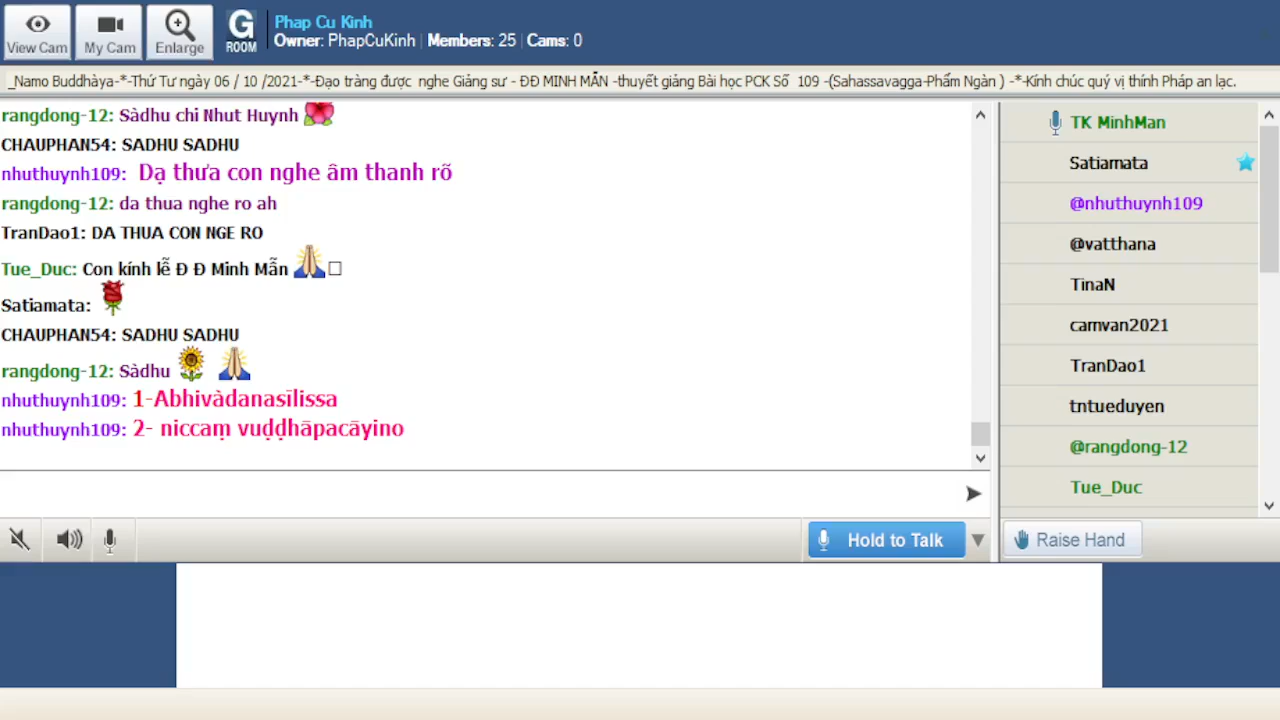 View Cam
My Cam
Enlarge
G
ROOM
Phap Cu Kinh
Owner: PhapCuKinh | Members: 25 | Cams: 0
_Namo Buddhàya-*-Thứ Tư ngày 06 / 10 /2021-*-Đạo tràng được nghe Giảng sư - ĐĐ MINH MẪN -thuyết giảng Bài học PCK Số 109 -(Sahassavagga-Phẩm Ngàn ) -*-Kính chúc quý vị thính Pháp an lạc.
rangdong-12: Sàdhu chi Nhut Huynh
CHAUPHAN54: SADHU SADHU
nhuthuynh109: Dạ thưa con nghe âm thanh rõ
rangdong-12: da thua nghe ro ah
TranDao1: DA THUA CON NGE RO
Tue_Duc: Con kính lễ Đ Đ Minh Mẫn
Satiamata:
CHAUPHAN54: SADHU SADHU
rangdong-12: Sàdhu
nhuthuynh109: 1-Abhivàdanasīlissa
nhuthuynh109: 2- niccaṃ vuḍḍhāpacāyino
TK MinhMan
Satiamata
@nhuthuynh109
@vatthana
TinaN
camvan2021
TranDao1
tntueduyen
@rangdong-12
Tue_Duc
Hold to Talk
Raise Hand